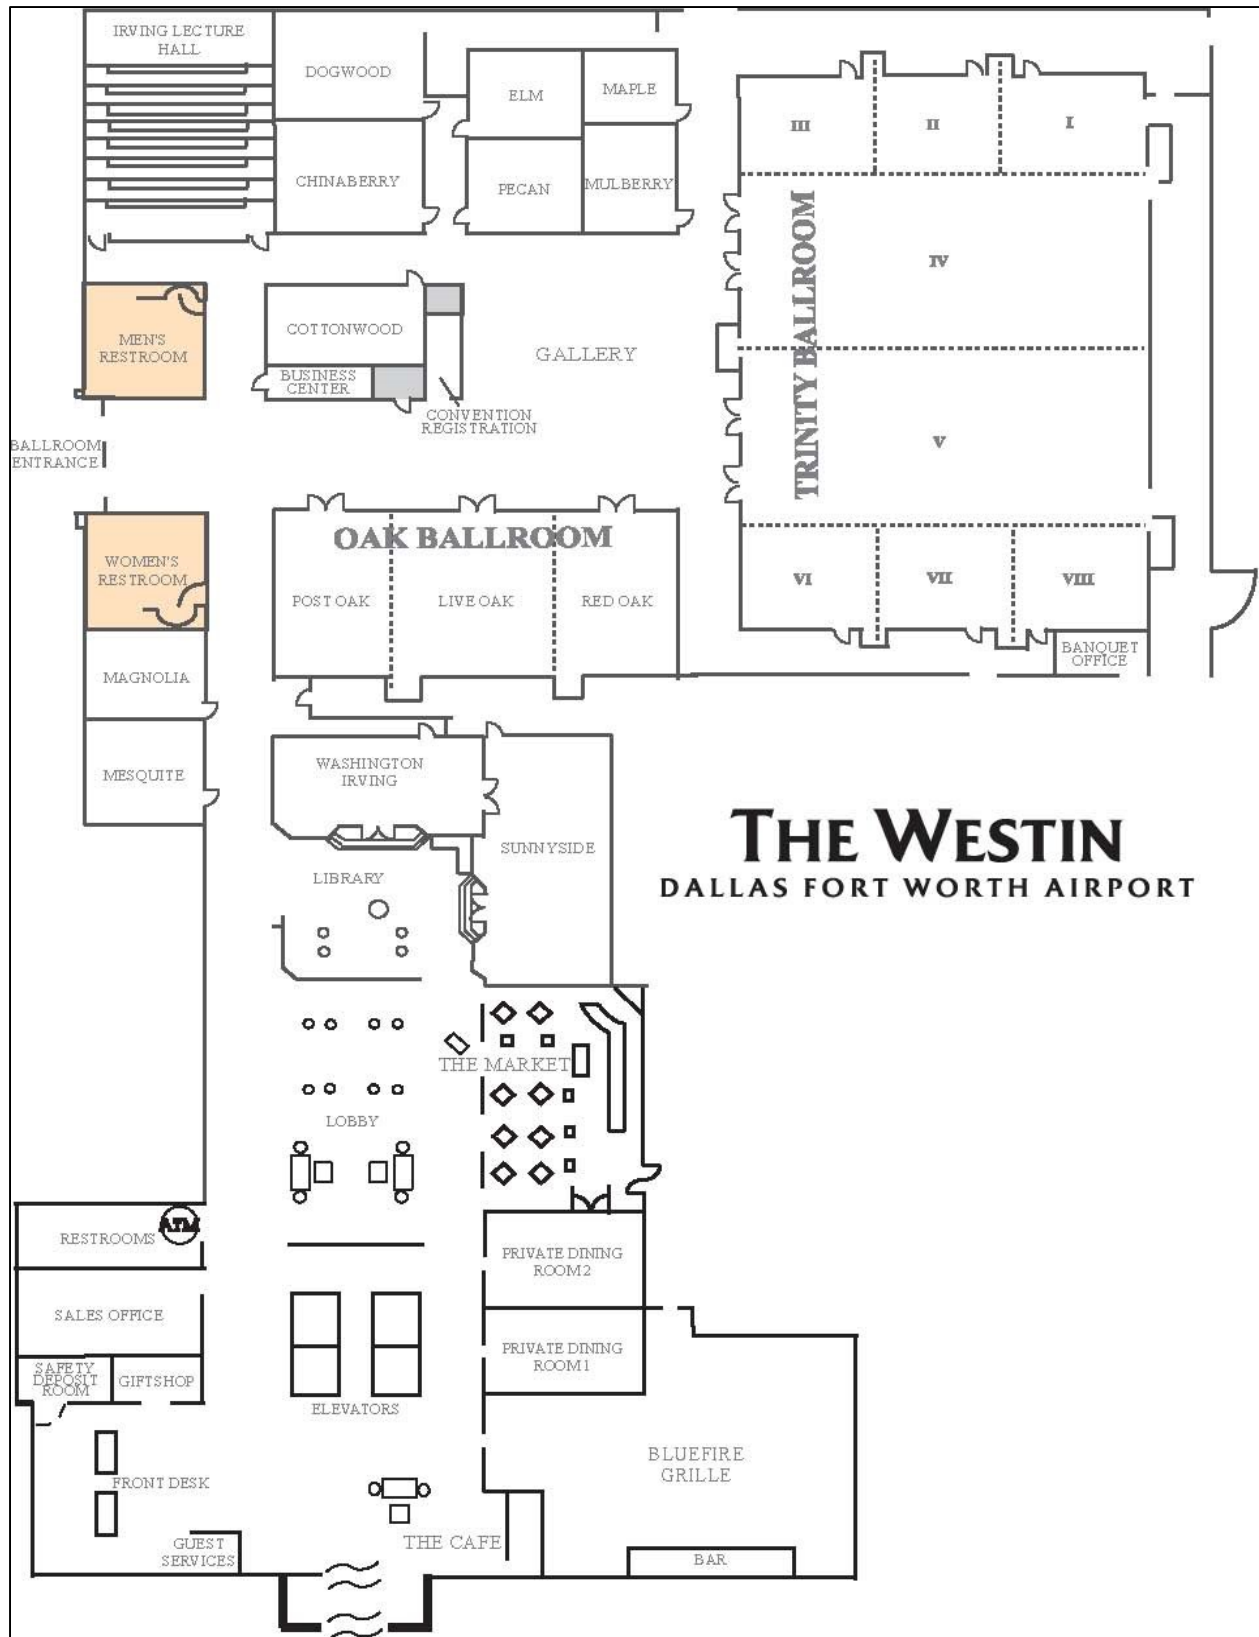 IRVING LECTURE
HALL
DOGWOOD
ELM
MAPLE
III
II
I
CHINABERRY
PECAN
MULBERRY
TRINITY BALLROOM
IV
MEN'S
RESTROOM
COTTONWOOD
GALLERY
BUSINESS
CENTER
CONVENTION
REGISTRATION
BALLROOM
ENTRANCE
V
OAK BALLROOM
WOMEN'S
RESTROOM
POST OAK
LIVE OAK
RED OAK
VI
VII
VIII
BANQUET
OFFICE
MAGNOLIA
MESQUITE
WASHINGTON
IRVING
SUNNYSIDE
THE WESTIN
DALLAS FORT WORTH AIRPORT
LIBRARY
THE MARKET
LOBBY
RESTROOMS
ATM
PRIVATE DINING
ROOM 2
SALES OFFICE
PRIVATE DINING
ROOM 1
SAFETY
DEPOSIT
ROOM
GIFTSHOP
ELEVATORS
BLUEFIRE
GRILLE
FRONT DESK
GUEST
SERVICES
THE CAFE
BAR